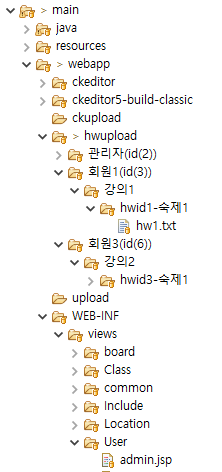 > main
java
resources
> webapp
ckeditor
ckeditor5-build-classic
ckupload
> hwupload
관리자(id(2))
회원1(id(3))
강의1
hwid1-숙제1
hw1.txt
회원3(id(6))
강의2
hwid3-숙제1
upload
WEB-INF
views
board
Class
common
Include
Location
User
admin.jsp